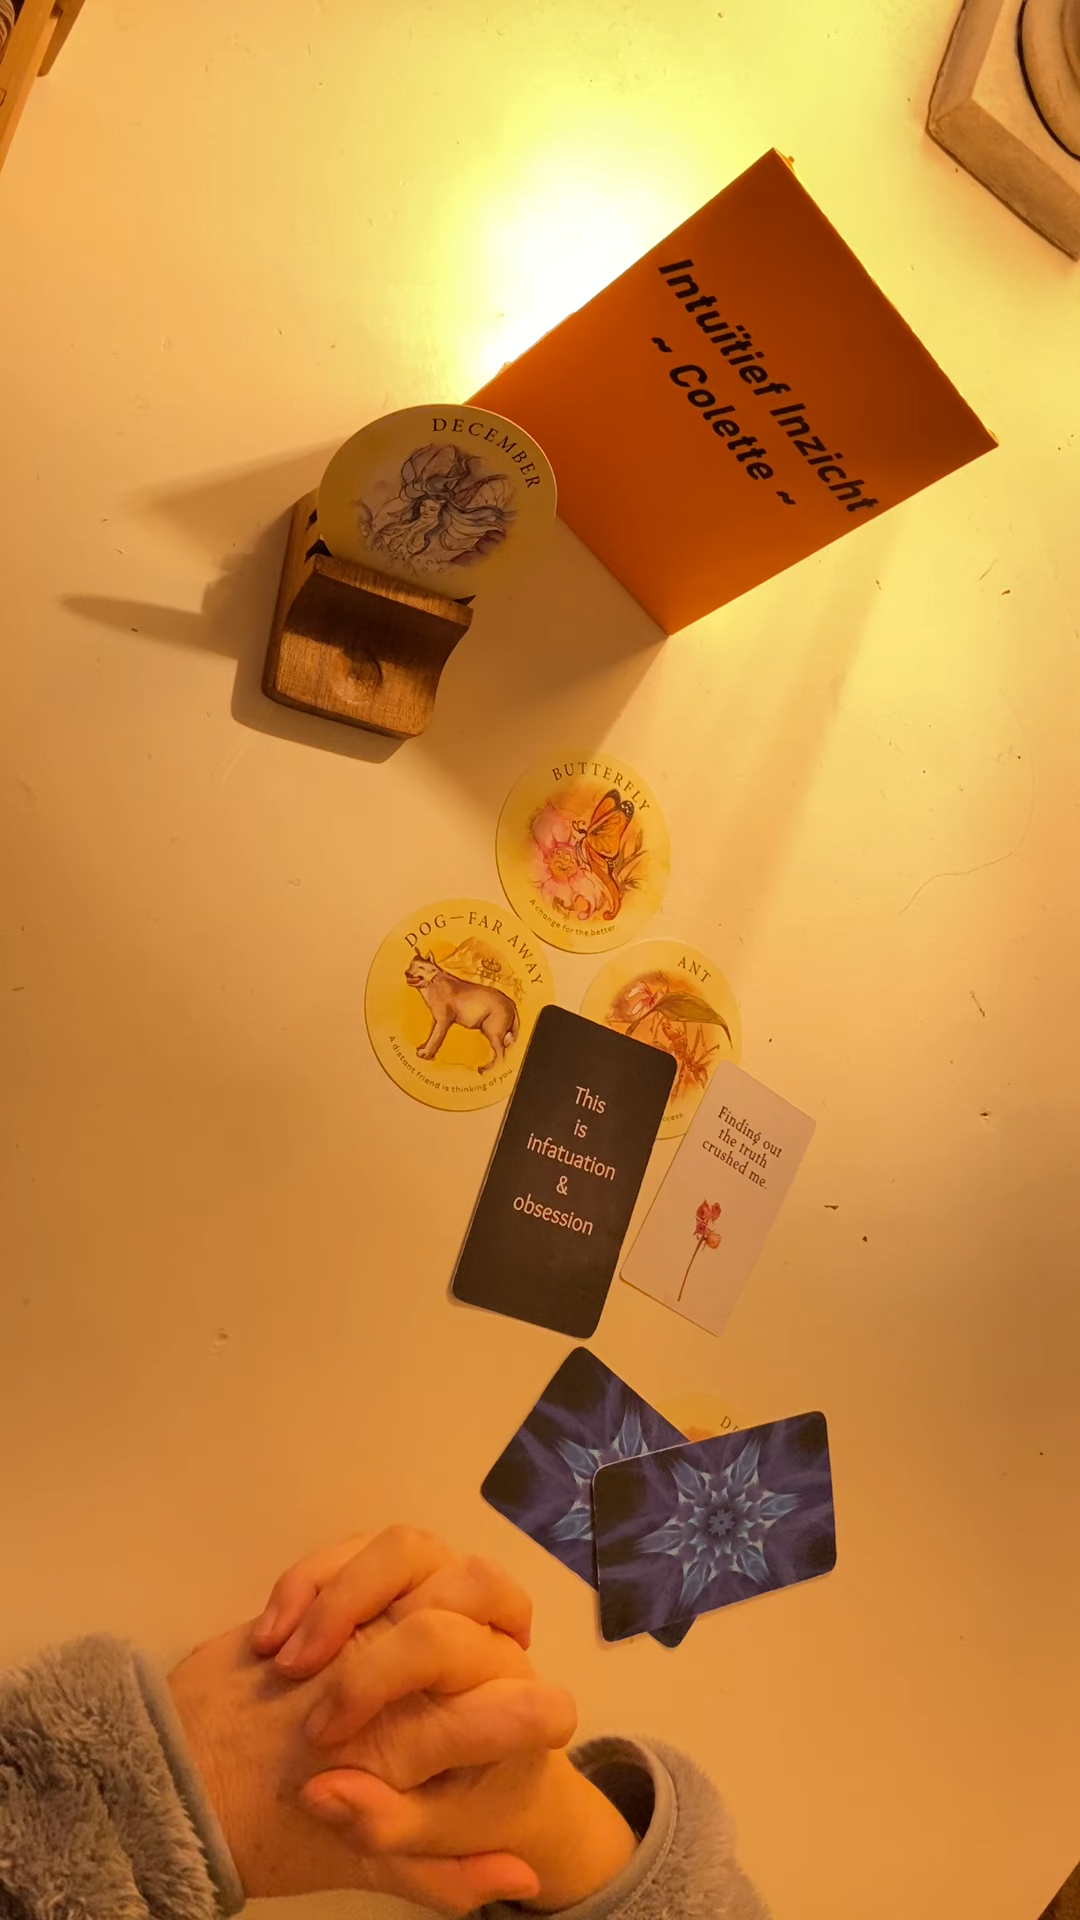 Intuïtief Inzicht
~ Colette ~
DECEMBER
BUTTERFLY
A change for the better.
DOG—FAR AWAY
A distant friend is thinking of you.
ANT
This
is
infatuation
&
obsession
Finding out
the truth
crushed me.